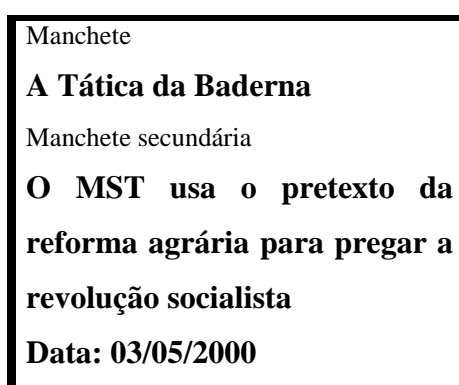 Manchete
A Tática da Baderna
Manchete secundária
O MST usa o pretexto da
reforma agrária para pregar a
revolução socialista
Data: 03/05/2000